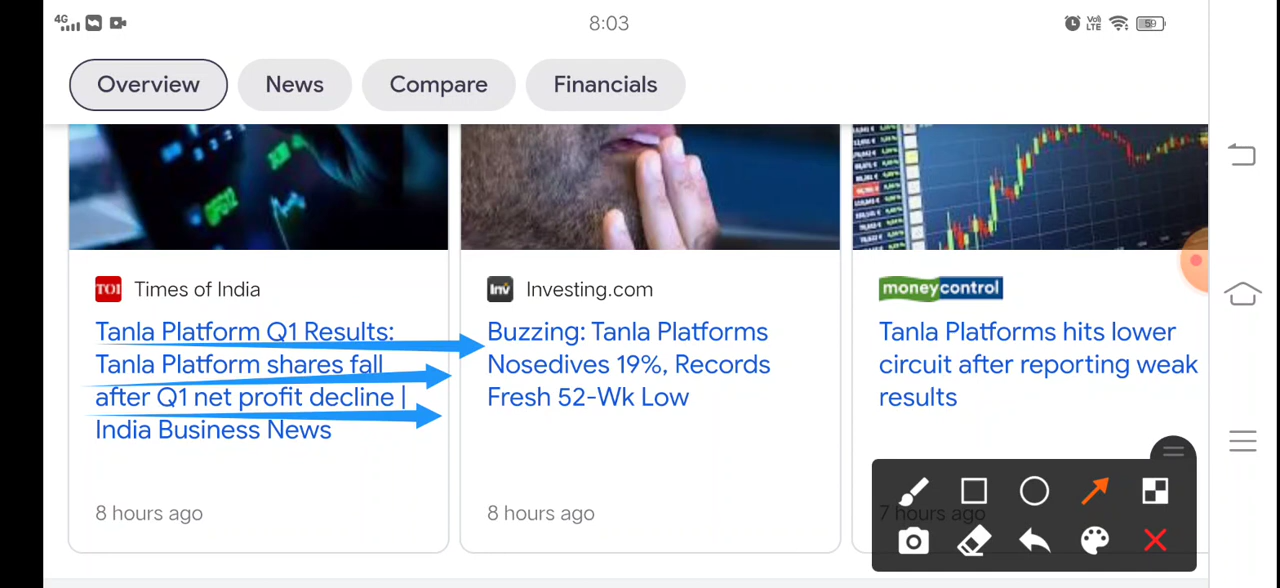 4G
8:03
Vo)
LTE
59
Overview
News
Compare
Financials
TOI Times of India
Tanla Platform Q1 Results:
Tanla Platform shares fall
after Q1 net profit decline |
India Business News
8 hours ago
Inv Investing.com
Buzzing: Tanla Platforms
Nosedives 19%, Records
Fresh 52-Wk Low
8 hours ago
moneycontrol
Tanla Platforms hits lower
circuit after reporting weak
results
7 hours ago